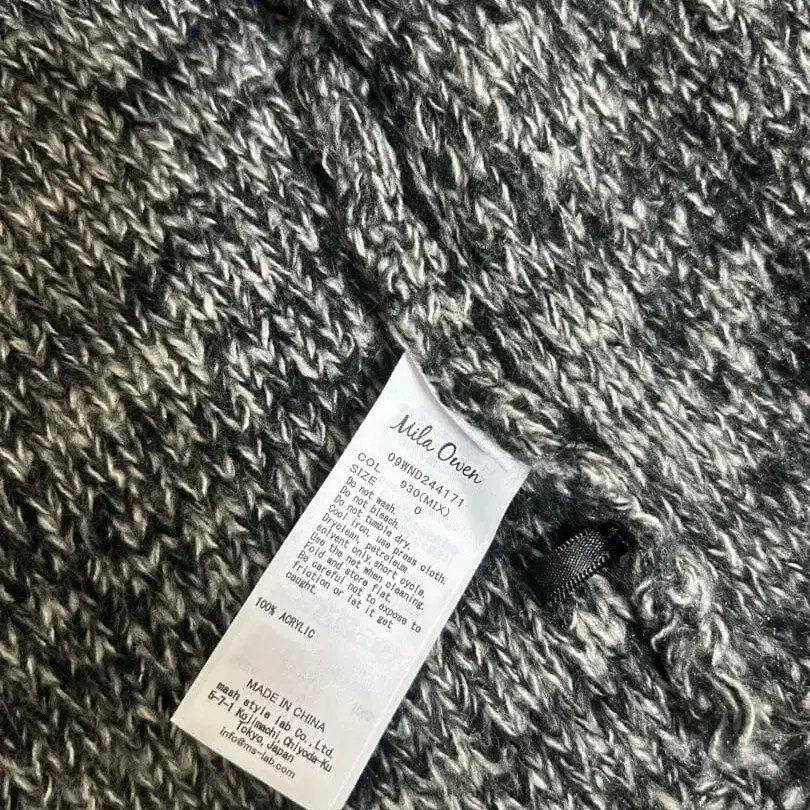 Mila Owen
09WND244171
COL 930(MIX)
SIZE 0
Do not wash.
Do not bleach.
Do not tumble dry.
Cool iron, use press cloth.
Dryclean, petroleum
solvent only,short cycle.
Use the net when cleaning.
Fold and store flat.
Be careful not to expose to
friction or let it get
caught.
100% ACRYLIC
MADE IN CHINA
mash style lab Co.,Ltd.
5-7-1 Kojimachi,Chiyoda-Ku
Tokyo,Japan
info@ms-lab.com